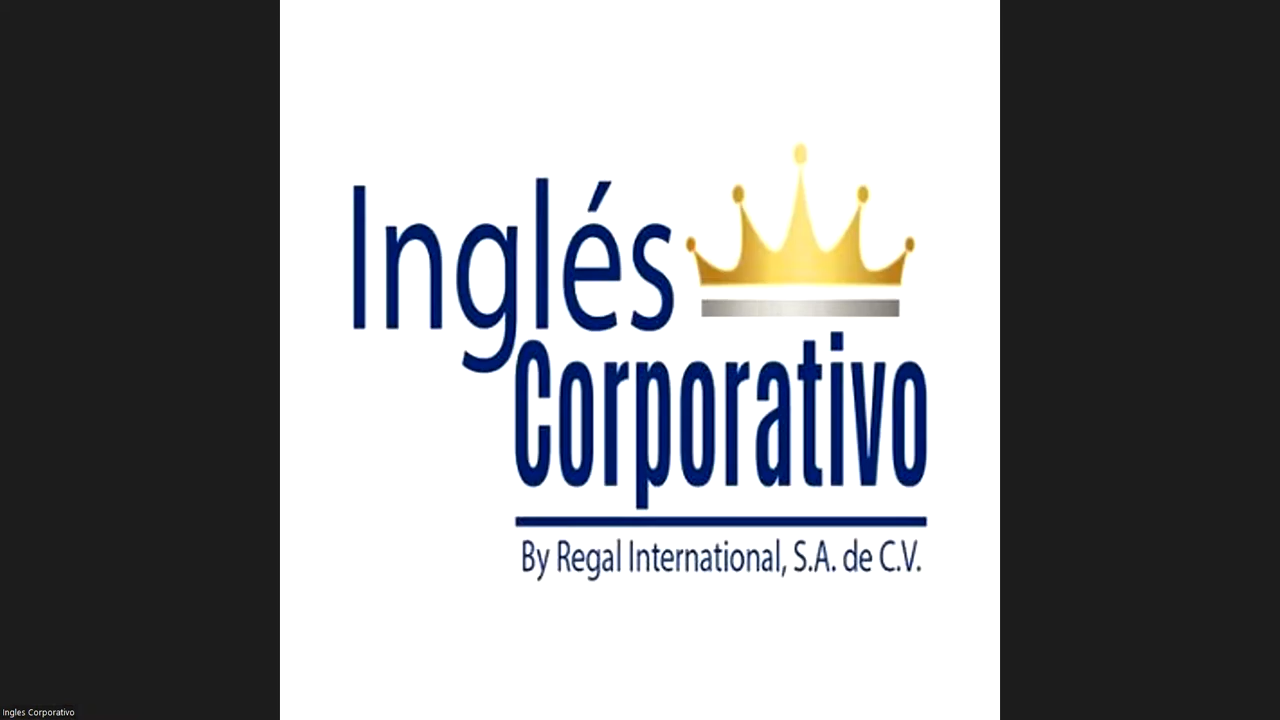 Inglés
Corporativo
By Regal International, S.A. de C.V.
Ingles Corporativo